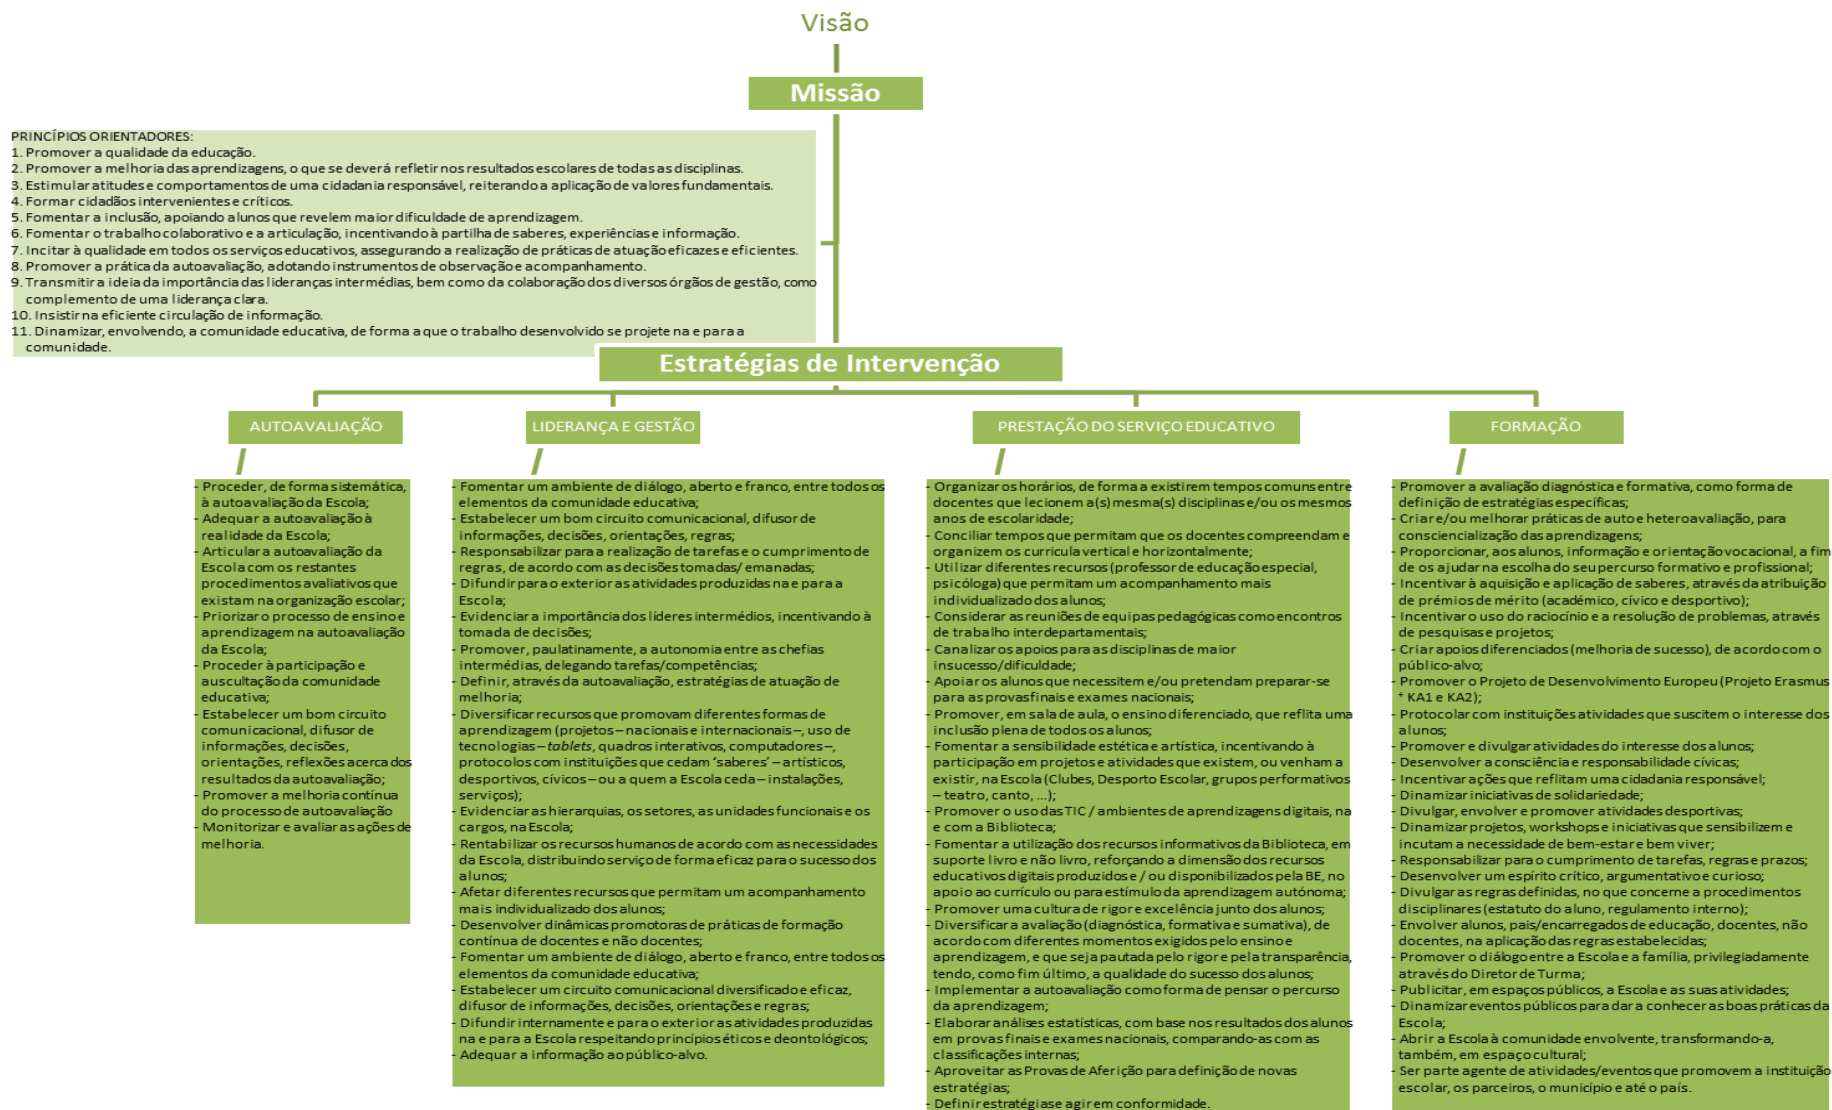 Visão
Missão
PRINCÍPIOS ORIENTADORES:
1. Promover a qualidade da educação.
2. Promover a melhoria das aprendizagens, o que se deverá refletir nos resultados escolares de todas as disciplinas.
3. Estimular atitudes e comportamentos de uma cidadania responsável, reiterando a aplicação de valores fundamentais.
4. Formar cidadãos intervenientes e críticos.
5. Fomentar a inclusão, apoiando alunos que revelem maior dificuldade de aprendizagem.
6. Fomentar o trabalho colaborativo e a articulação, incentivando à partilha de saberes, experiências e informação.
7. Incitar à qualidade em todos os serviços educativos, assegurando a realização de práticas de atuação eficazes e eficientes.
8. Promover a prática da autoavaliação, adotando instrumentos de observação e acompanhamento.
9. Transmitir a ideia da importância das lideranças intermédias, bem como da colaboração dos diversos órgãos de gestão, como
complemento de uma liderança clara.
10. Insistir na eficiente circulação de informação.
11. Dinamizar, envolvendo, a comunidade educativa, de forma a que o trabalho desenvolvido se projete na e para a
comunidade.
Estratégias de Intervenção
AUTOAVALIAÇÃO
- Proceder, de forma sistemática,
à autoavaliação da Escola;
- Adequar a autoavaliação à
realidade da Escola;
- Articular a autoavaliação da
Escola com os restantes
procedimentos avaliativos que
existam na organização escolar;
- Priorizar o processo de ensino e
aprendizagem na autoavaliação
da Escola;
- Proceder à participação e
auscultação da comunidade
educativa;
- Estabelecer um bom circuito
comunicacional, difusor de
informações, decisões,
orientações, reflexões acerca dos
resultados da autoavaliação;
- Promover a melhoria contínua
do processo de autoavaliação
- Monitorizar e avaliar as ações de
melhoria.
LIDERANÇA E GESTÃO
- Fomentar um ambiente de diálogo, aberto e franco, entre todos os
elementos da comunidade educativa;
- Estabelecer um bom circuito comunicacional, difusor de
informações, decisões, orientações, regras;
- Responsabilizar para a realização de tarefas e o cumprimento de
regras, de acordo com as decisões tomadas/ emanadas;
- Difundir para o exterior as atividades produzidas na e para a
Escola;
- Evidenciar a importância dos líderes intermédios, incentivando à
tomada de decisões;
- Promover, paulatinamente, a autonomia entre as chefias
intermédias, delegando tarefas/competências;
- Definir, através da autoavaliação, estratégias de atuação de
melhoria;
- Diversificar recursos que promovam diferentes formas de
aprendizagem (projetos – nacionais e internacionais –, uso de
tecnologias – tablets, quadros interativos, computadores –,
protocolos com instituições que cedam ‘saberes’ – artísticos,
desportivos, cívicos – ou a quem a Escola ceda – instalações,
serviços);
- Evidenciar as hierarquias, os setores, as unidades funcionais e os
cargos, na Escola;
- Rentabilizar os recursos humanos de acordo com as necessidades
da Escola, distribuindo serviço de forma eficaz para o sucesso dos
alunos;
- Afetar diferentes recursos que permitam um acompanhamento
mais individualizado dos alunos;
- Desenvolver dinâmicas promotoras de práticas de formação
contínua de docentes e não docentes;
- Fomentar um ambiente de diálogo, aberto e franco, entre todos os
elementos da comunidade educativa;
- Estabelecer um circuito comunicacional diversificado e eficaz,
difusor de informações, decisões, orientações e regras;
- Difundir internamente e para o exterior as atividades produzidas
na e para a Escola respeitando princípios éticos e deontológicos;
- Adequar a informação ao público-alvo.
PRESTAÇÃO DO SERVIÇO EDUCATIVO
- Organizar os horários, de forma a existirem tempos comuns entre
docentes que lecionem a(s) mesma(s) disciplinas e/ou os mesmos
anos de escolaridade;
- Conciliar tempos que permitam que os docentes compreendam e
organizem os curricula vertical e horizontalmente;
- Utilizar diferentes recursos (professor de educação especial,
psicóloga) que permitam um acompanhamento mais
individualizado dos alunos;
- Considerar as reuniões de equipas pedagógicas como encontros
de trabalho interdepartamentais;
- Canalizar os apoios para as disciplinas de maior
insucesso/dificuldade;
- Apoiar os alunos que necessitem e/ou pretendam preparar-se
para as provas finais e exames nacionais;
- Promover, em sala de aula, o ensino diferenciado, que reflita uma
inclusão plena de todos os alunos;
- Fomentar a sensibilidade estética e artística, incentivando à
participação em projetos e atividades que existem, ou venham a
existir, na Escola (Clubes, Desporto Escolar, grupos performativos
– teatro, canto, ...);
- Promover o uso das TIC / ambientes de aprendizagens digitais, na
e com a Biblioteca;
- Fomentar a utilização dos recursos informativos da Biblioteca, em
suporte livro e não livro, reforçando a dimensão dos recursos
educativos digitais produzidos e / ou disponibilizados pela BE, no
apoio ao currículo ou para estímulo da aprendizagem autónoma;
- Promover uma cultura de rigor e excelência junto dos alunos;
- Diversificar a avaliação (diagnóstica, formativa e sumativa), de
acordo com diferentes momentos exigidos pelo ensino e
aprendizagem, e que seja pautada pelo rigor e pela transparência,
tendo, como fim último, a qualidade do sucesso dos alunos;
- Implementar a autoavaliação como forma de pensar o percurso
da aprendizagem;
- Elaborar análises estatísticas, com base nos resultados dos alunos
em provas finais e exames nacionais, comparando-as com as
classificações internas;
- Aproveitar as Provas de Aferição para definição de novas
estratégias;
- Definir estratégias e agir em conformidade.
FORMAÇÃO
- Promover a avaliação diagnóstica e formativa, como forma de
definição de estratégias específicas;
- Criar e/ou melhorar práticas de auto e heteroavaliação, para
consciencialização das aprendizagens;
- Proporcionar, aos alunos, informação e orientação vocacional, a fim
de os ajudar na escolha do seu percurso formativo e profissional;
- Incentivar à aquisição e aplicação de saberes, através da atribuição
de prémios de mérito (académico, cívico e desportivo);
- Incentivar o uso do raciocínio e a resolução de problemas, através
de pesquisas e projetos;
- Criar apoios diferenciados (melhoria de sucesso), de acordo com o
público-alvo;
- Promover o Projeto de Desenvolvimento Europeu (Projeto Erasmus
+ KA1 e KA2);
- Protocolar com instituições atividades que suscitem o interesse dos
alunos;
- Promover e divulgar atividades do interesse dos alunos;
- Desenvolver a consciência e responsabilidade cívicas;
- Incentivar ações que reflitam uma cidadania responsável;
- Dinamizar iniciativas de solidariedade;
- Divulgar, envolver e promover atividades desportivas;
- Dinamizar projetos, workshops e iniciativas que sensibilizem e
incutam a necessidade de bem-estar e bem viver;
- Responsabilizar para o cumprimento de tarefas, regras e prazos;
- Desenvolver um espírito crítico, argumentativo e curioso;
- Divulgar as regras definidas, no que concerne a procedimentos
disciplinares (estatuto do aluno, regulamento interno);
- Envolver alunos, pais/encarregados de educação, docentes, não
docentes, na aplicação das regras estabelecidas;
- Promover o diálogo entre a Escola e a família, privilegiadamente
através do Diretor de Turma;
- Publicitar, em espaços públicos, a Escola e as suas atividades;
- Dinamizar eventos públicos para dar a conhecer as boas práticas da
Escola;
- Abrir a Escola à comunidade envolvente, transformando-a,
também, em espaço cultural;
- Ser parte agente de atividades/eventos que promovem a instituição
escolar, os parceiros, o município e até o país.